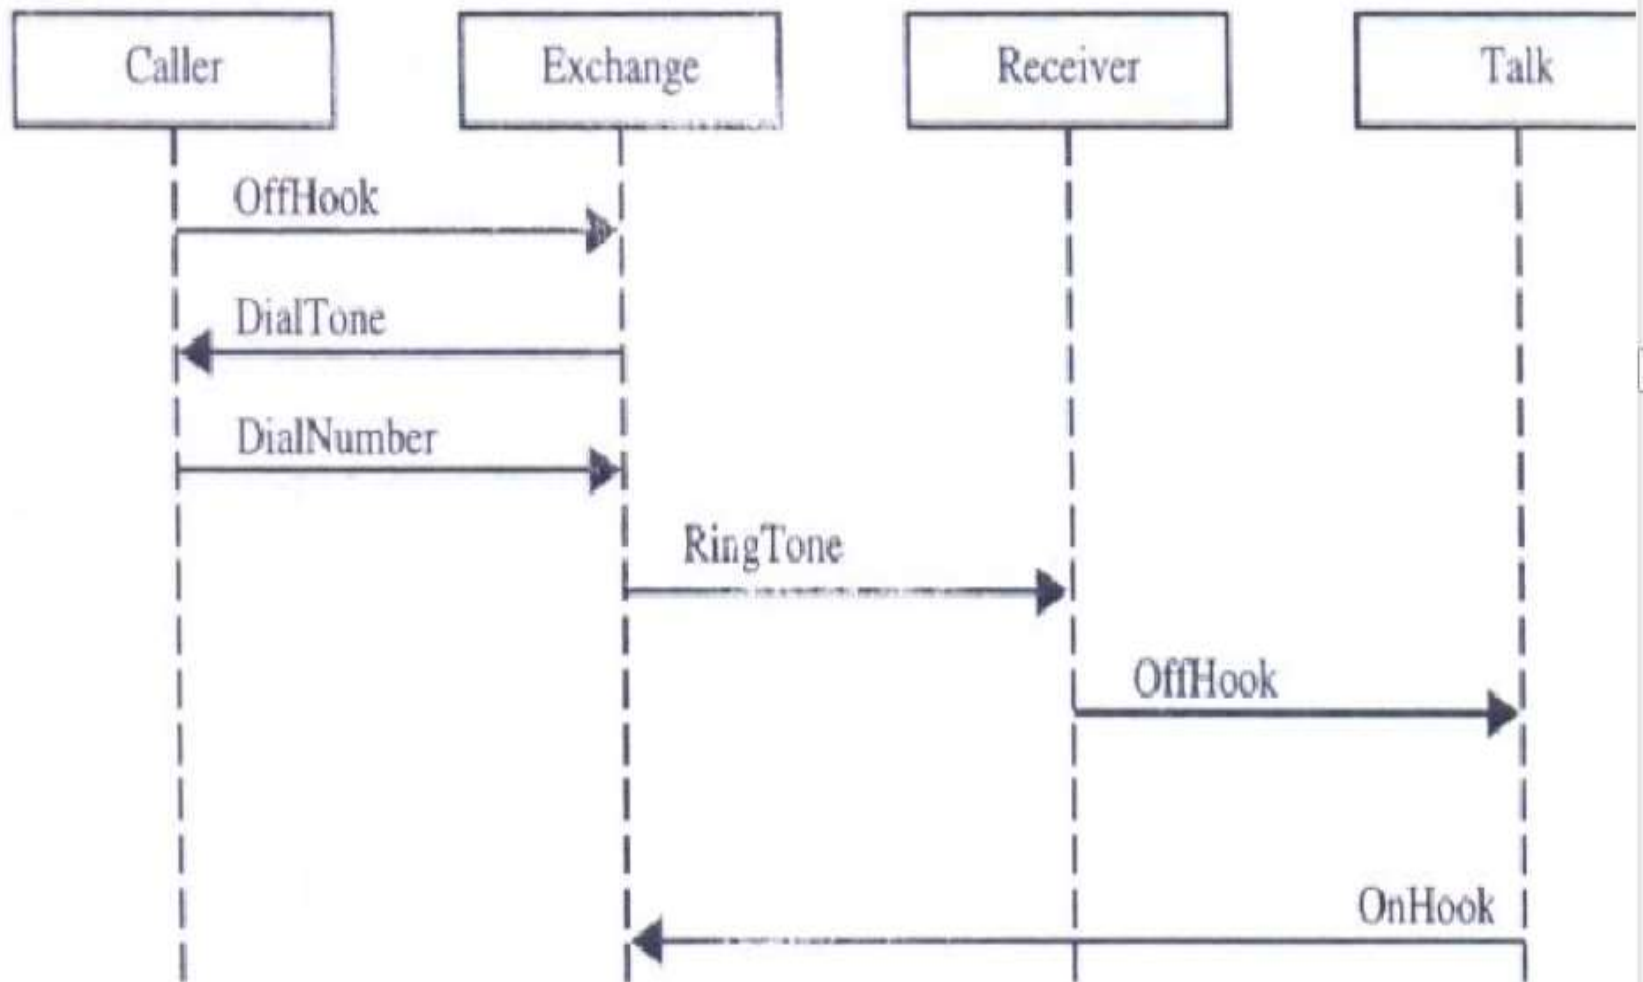 Caller
Exchange
Receiver
Talk
OffHook
DialTone
DialNumber
RingTone
OffHook
OnHook